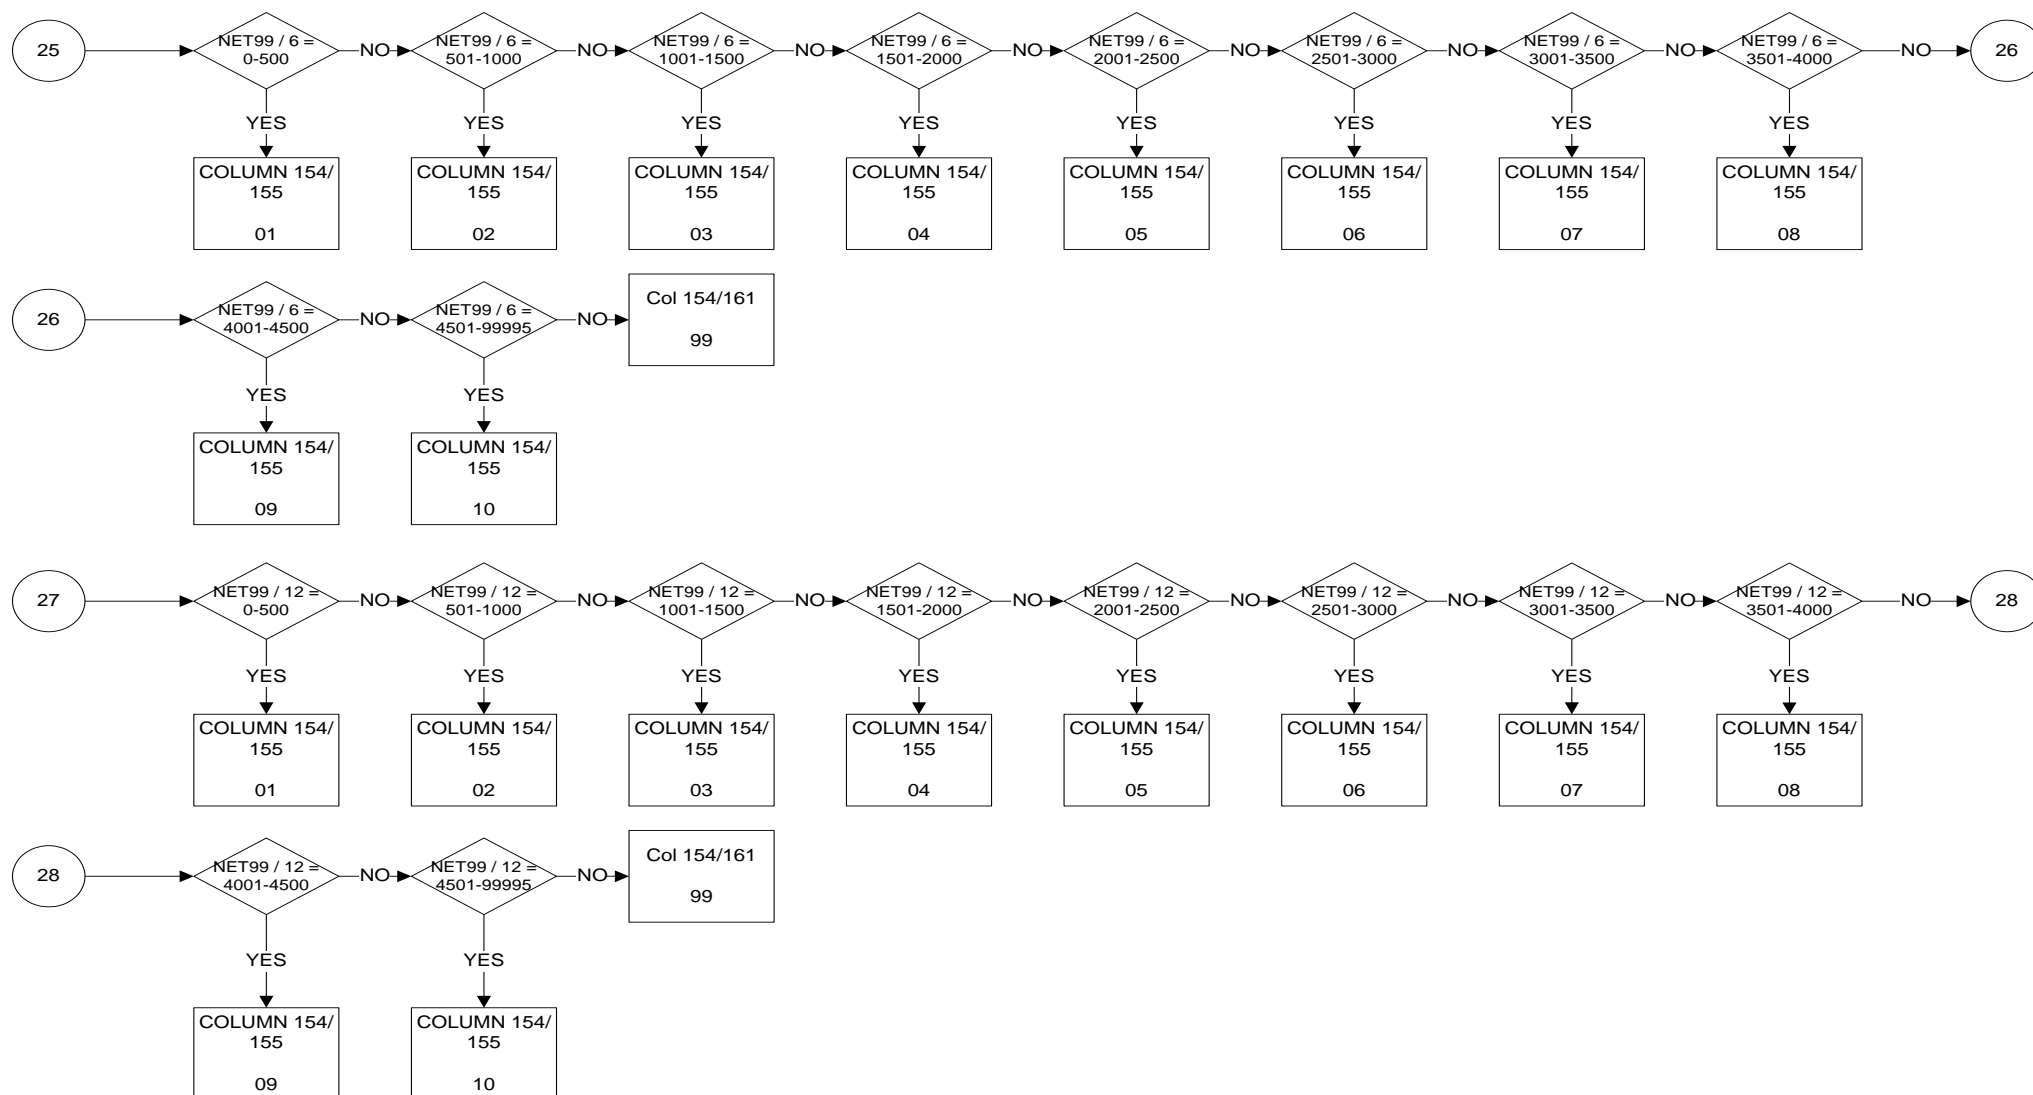 25
NET99 / 6 =
0-500
NO
NET99 / 6 =
501-1000
NO
NET99 / 6 =
1001-1500
NO
NET99 / 6 =
1501-2000
NO
NET99 / 6 =
2001-2500
NO
NET99 / 6 =
2501-3000
NO
NET99 / 6 =
3001-3500
NO
NET99 / 6 =
3501-4000
NO
26
YES
YES
YES
YES
YES
YES
YES
YES
COLUMN 154/
155
01
COLUMN 154/
155
02
COLUMN 154/
155
03
COLUMN 154/
155
04
COLUMN 154/
155
05
COLUMN 154/
155
06
COLUMN 154/
155
07
COLUMN 154/
155
08
26
NET99 / 6 =
4001-4500
NO
NET99 / 6 =
4501-99995
NO
Col 154/161
99
YES
YES
COLUMN 154/
155
09
COLUMN 154/
155
10
27
NET99 / 12 =
0-500
NO
NET99 / 12 =
501-1000
NO
NET99 / 12 =
1001-1500
NO
NET99 / 12 =
1501-2000
NO
NET99 / 12 =
2001-2500
NO
NET99 / 12 =
2501-3000
NO
NET99 / 12 =
3001-3500
NO
NET99 / 12 =
3501-4000
NO
28
YES
YES
YES
YES
YES
YES
YES
YES
COLUMN 154/
155
01
COLUMN 154/
155
02
COLUMN 154/
155
03
COLUMN 154/
155
04
COLUMN 154/
155
05
COLUMN 154/
155
06
COLUMN 154/
155
07
COLUMN 154/
155
08
28
NET99 / 12 =
4001-4500
NO
NET99 / 12 =
4501-99995
NO
Col 154/161
99
YES
YES
COLUMN 154/
155
09
COLUMN 154/
155
10